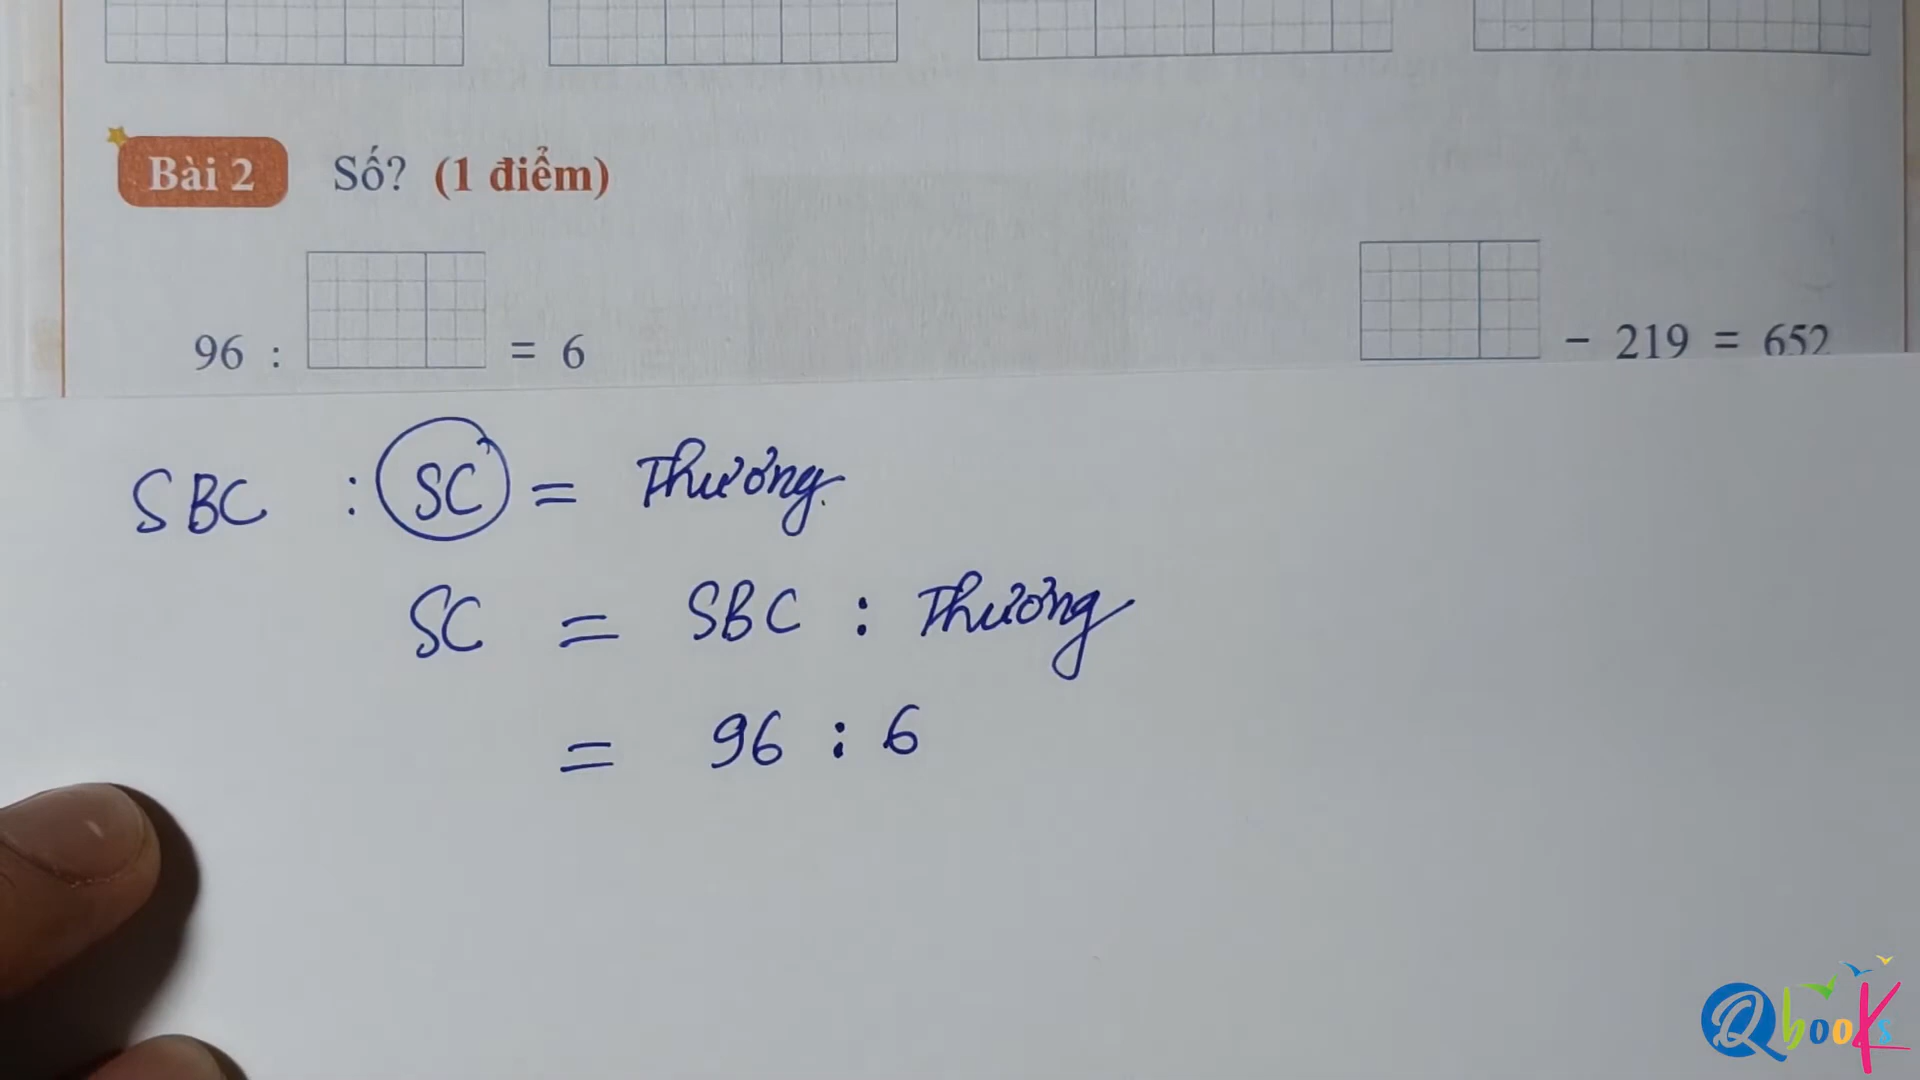 Bài 2 Số? (1 điểm)
96 : = 6
- 219 = 652
SBC : SC = Thương.
SC = SBC : Thương
= 96 : 6
Qbooks